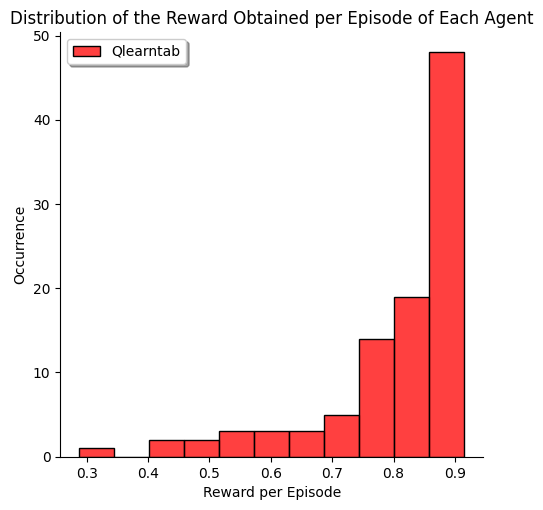 Distribution of the Reward Obtained per Episode of Each Agent
Qlearntab
Occurrence
50
40
30
20
10
0
0.3 0.4 0.5 0.6 0.7 0.8 0.9
Reward per Episode